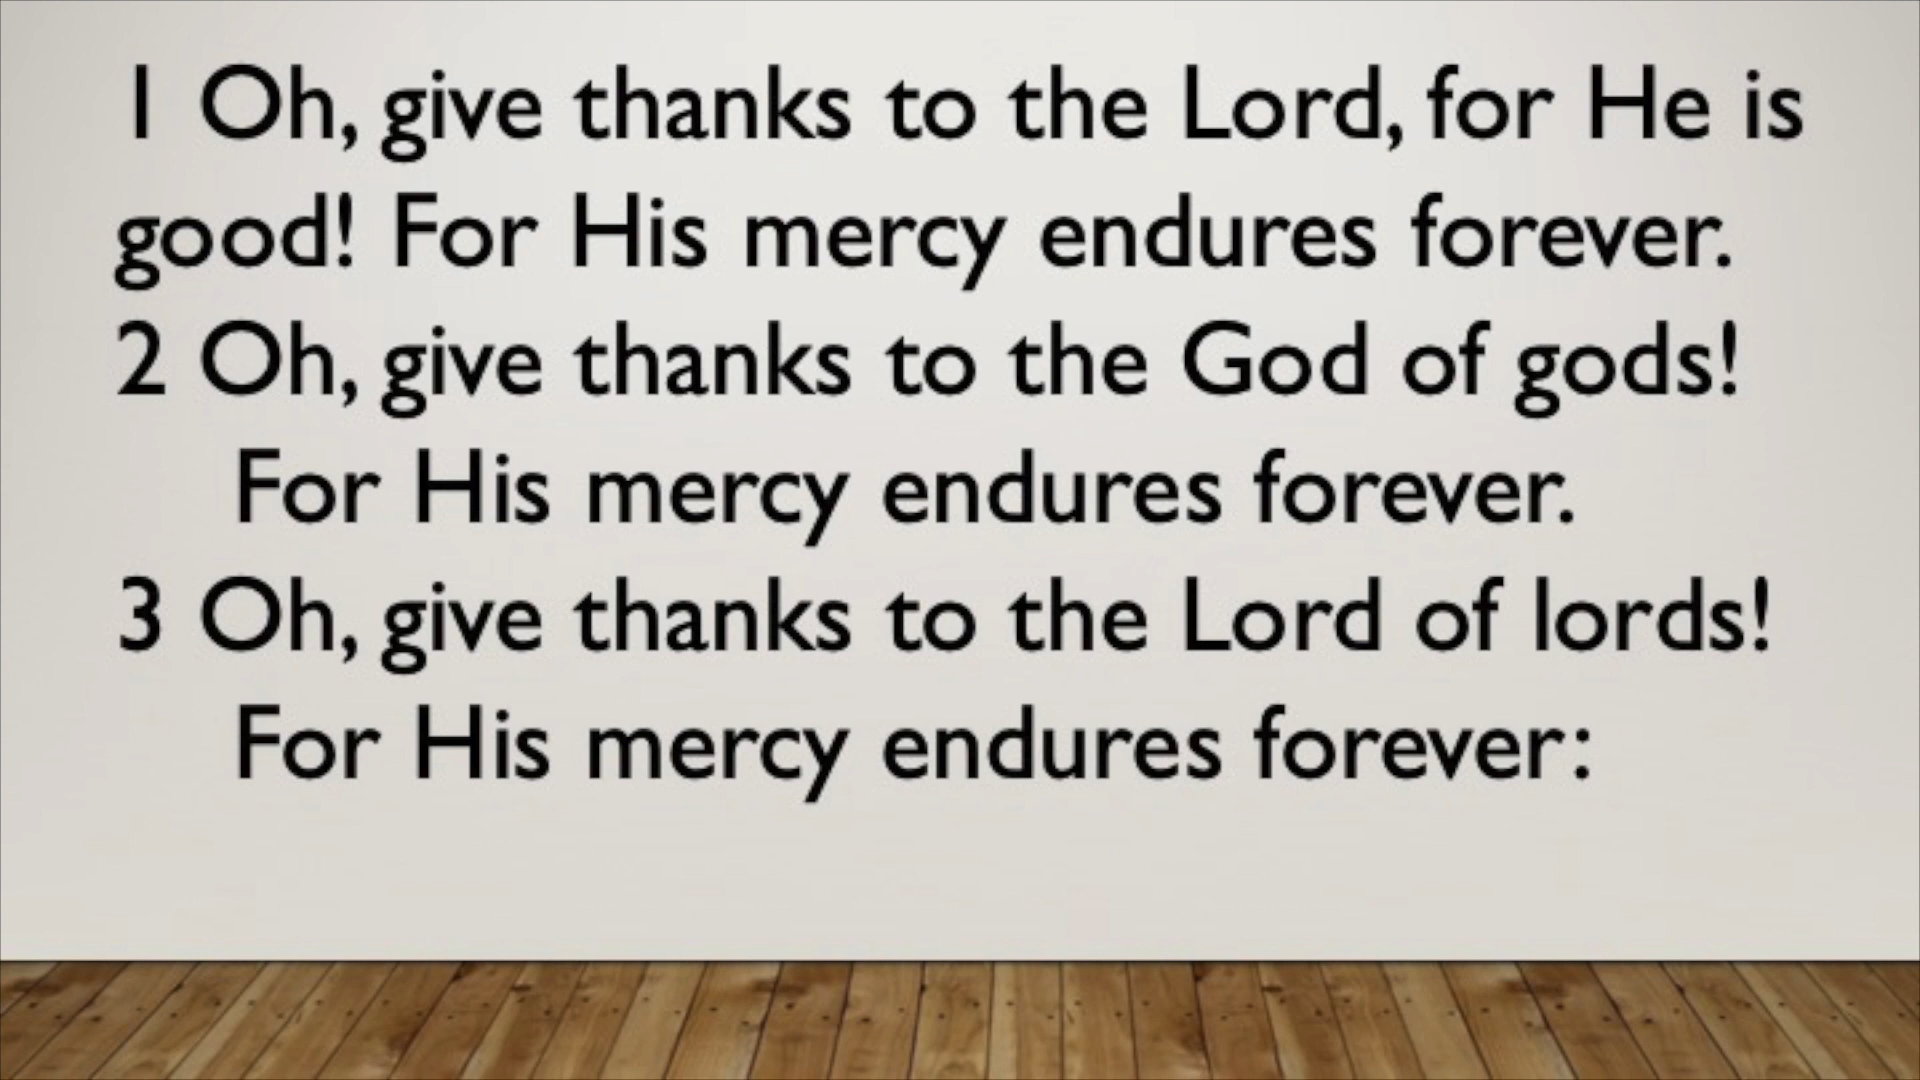 1 Oh, give thanks to the Lord, for He is
good! For His mercy endures forever.
2 Oh, give thanks to the God of gods!
For His mercy endures forever.
3 Oh, give thanks to the Lord of lords!
For His mercy endures forever: